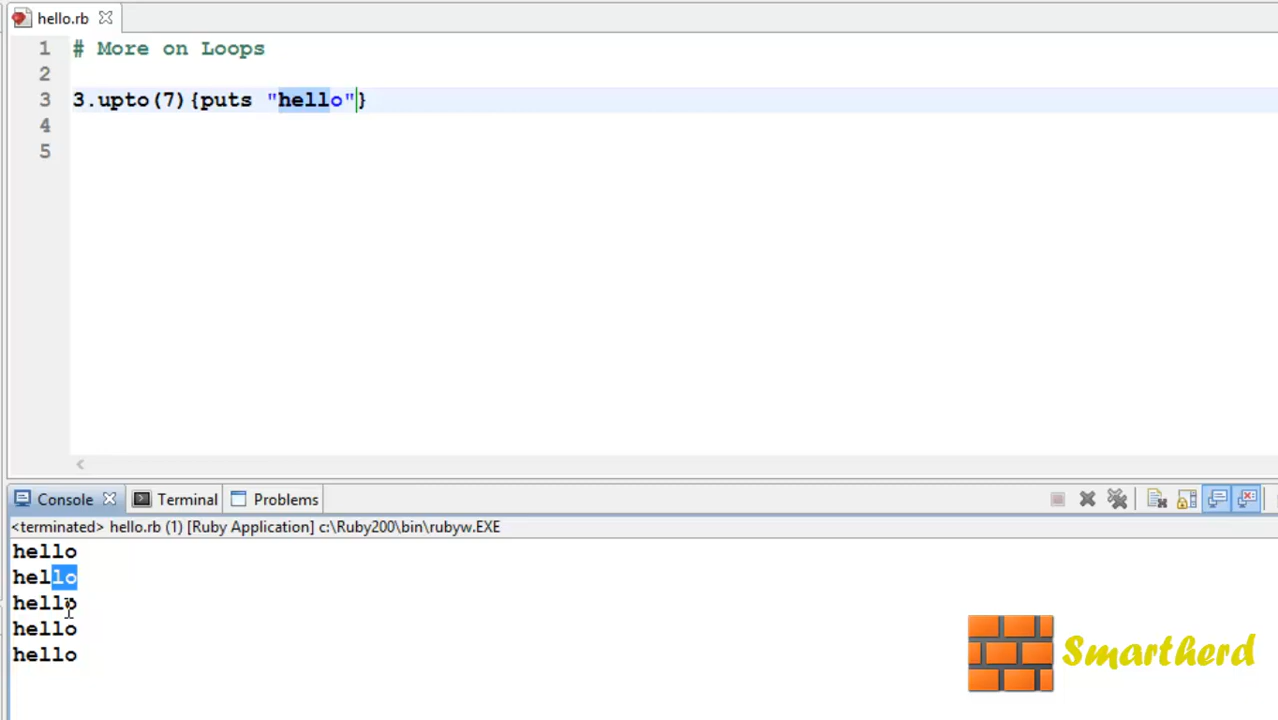 hello.rb
1 # More on Loops
2
3 3.upto(7){puts "hello"}
4
5
Console Terminal Problems
<terminated> hello.rb (1) [Ruby Application] c:\Ruby200\bin\rubyw.EXE
hello
hello
hello
hello
hello
Smartherd